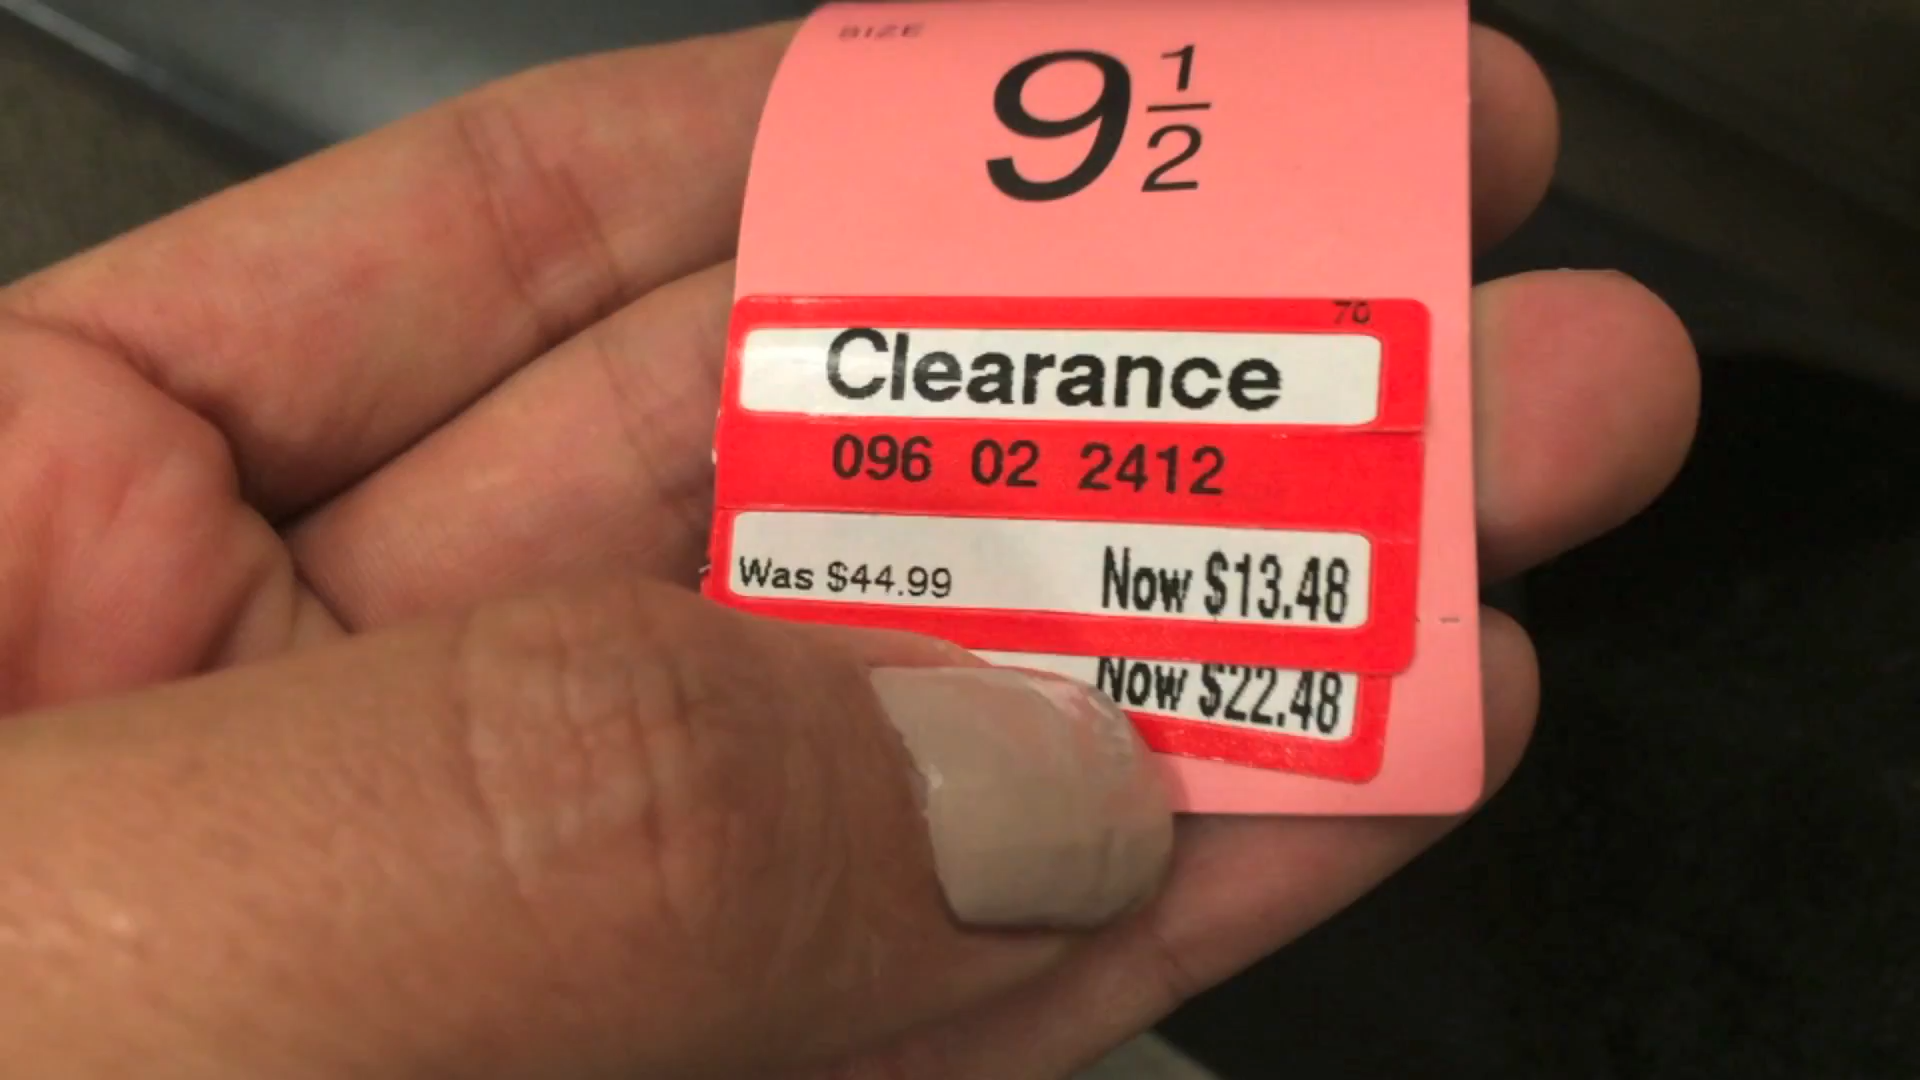 SIZE
9 1/2
70
Clearance
096 02 2412
Was $44.99 Now $13.48
Now $22.48